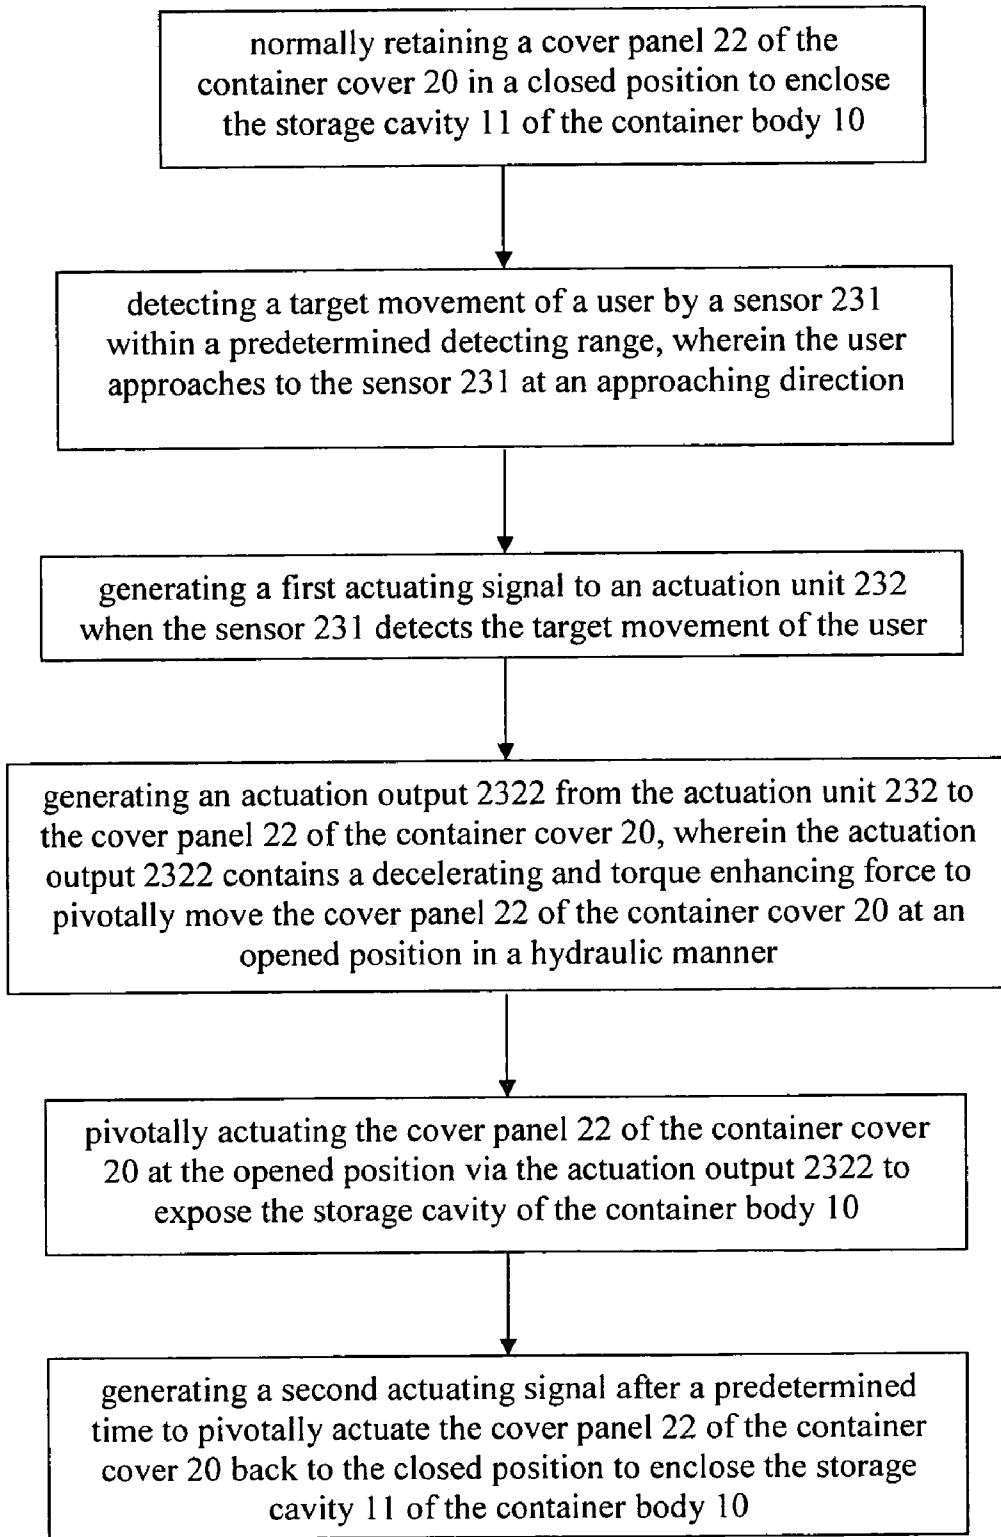 normally retaining a cover panel 22 of the
container cover 20 in a closed position to enclose
the storage cavity 11 of the container body 10
detecting a target movement of a user by a sensor 231
within a predetermined detecting range, wherein the user
approaches to the sensor 231 at an approaching direction
generating a first actuating signal to an actuation unit 232
when the sensor 231 detects the target movement of the user
generating an actuation output 2322 from the actuation unit 232 to
the cover panel 22 of the container cover 20, wherein the actuation
output 2322 contains a decelerating and torque enhancing force to
pivotally move the cover panel 22 of the container cover 20 at an
opened position in a hydraulic manner
pivotally actuating the cover panel 22 of the container cover
20 at the opened position via the actuation output 2322 to
expose the storage cavity of the container body 10
generating a second actuating signal after a predetermined
time to pivotally actuate the cover panel 22 of the container
cover 20 back to the closed position to enclose the storage
cavity 11 of the container body 10